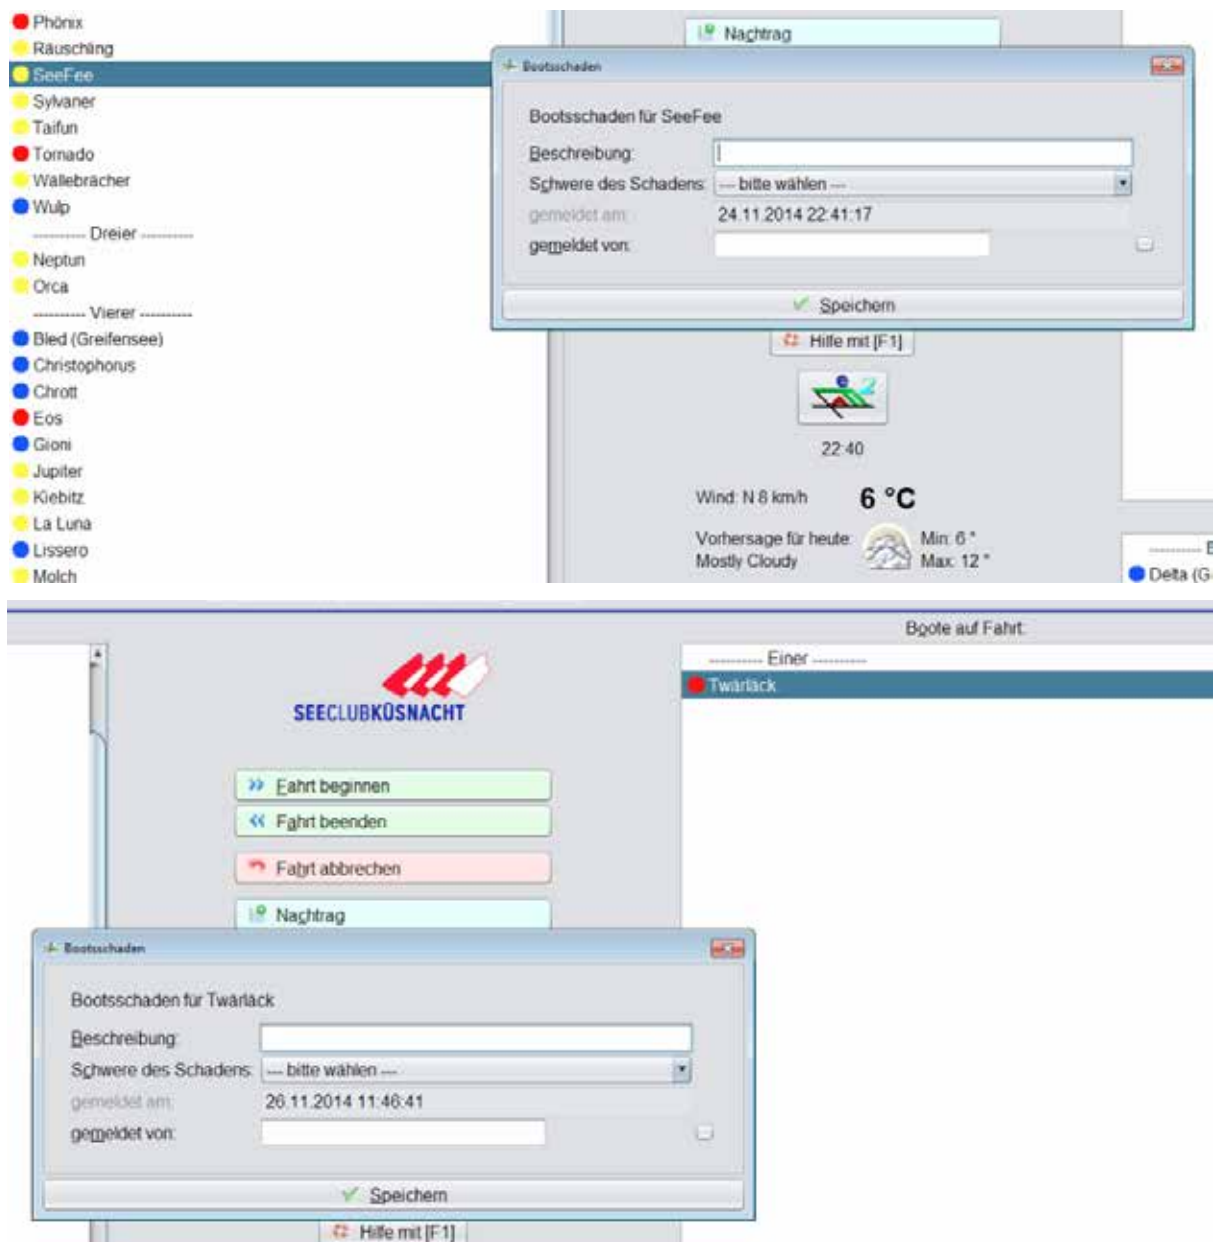 Phönix
Räuschling
SeeFee
Sylvaner
Taifun
Tornado
Wällebrächer
Wulp
---------- Dreier ----------
Neptun
Orca
---------- Vierer ----------
Bled (Greifensee)
Christophorus
Chrott
Eos
Gioni
Jupiter
Kiebitz
La Luna
Lissero
Molch
Nachtrag
Bootsschaden
Bootsschaden für SeeFee
Beschreibung:
Schwere des Schadens: --- bitte wählen ---
gemeldet am: 24.11.2014 22:41:17
gemeldet von:
Speichern
Hilfe mit [F1]
22:40
Wind: N 8 km/h 6 °C
Vorhersage für heute: Min: 6 °
Mostly Cloudy Max: 12 °
---------- E
Delta (G
Boote auf Fahrt:
---------- Einer ----------
Twärläck
SEECLUBKÜSNACHT
Fahrt beginnen
Fahrt beenden
Fahrt abbrechen
Nachtrag
Bootsschaden
Bootsschaden für Twärläck
Beschreibung:
Schwere des Schadens: --- bitte wählen ---
gemeldet am: 26.11.2014 11:46:41
gemeldet von:
Speichern
Hilfe mit [F1]